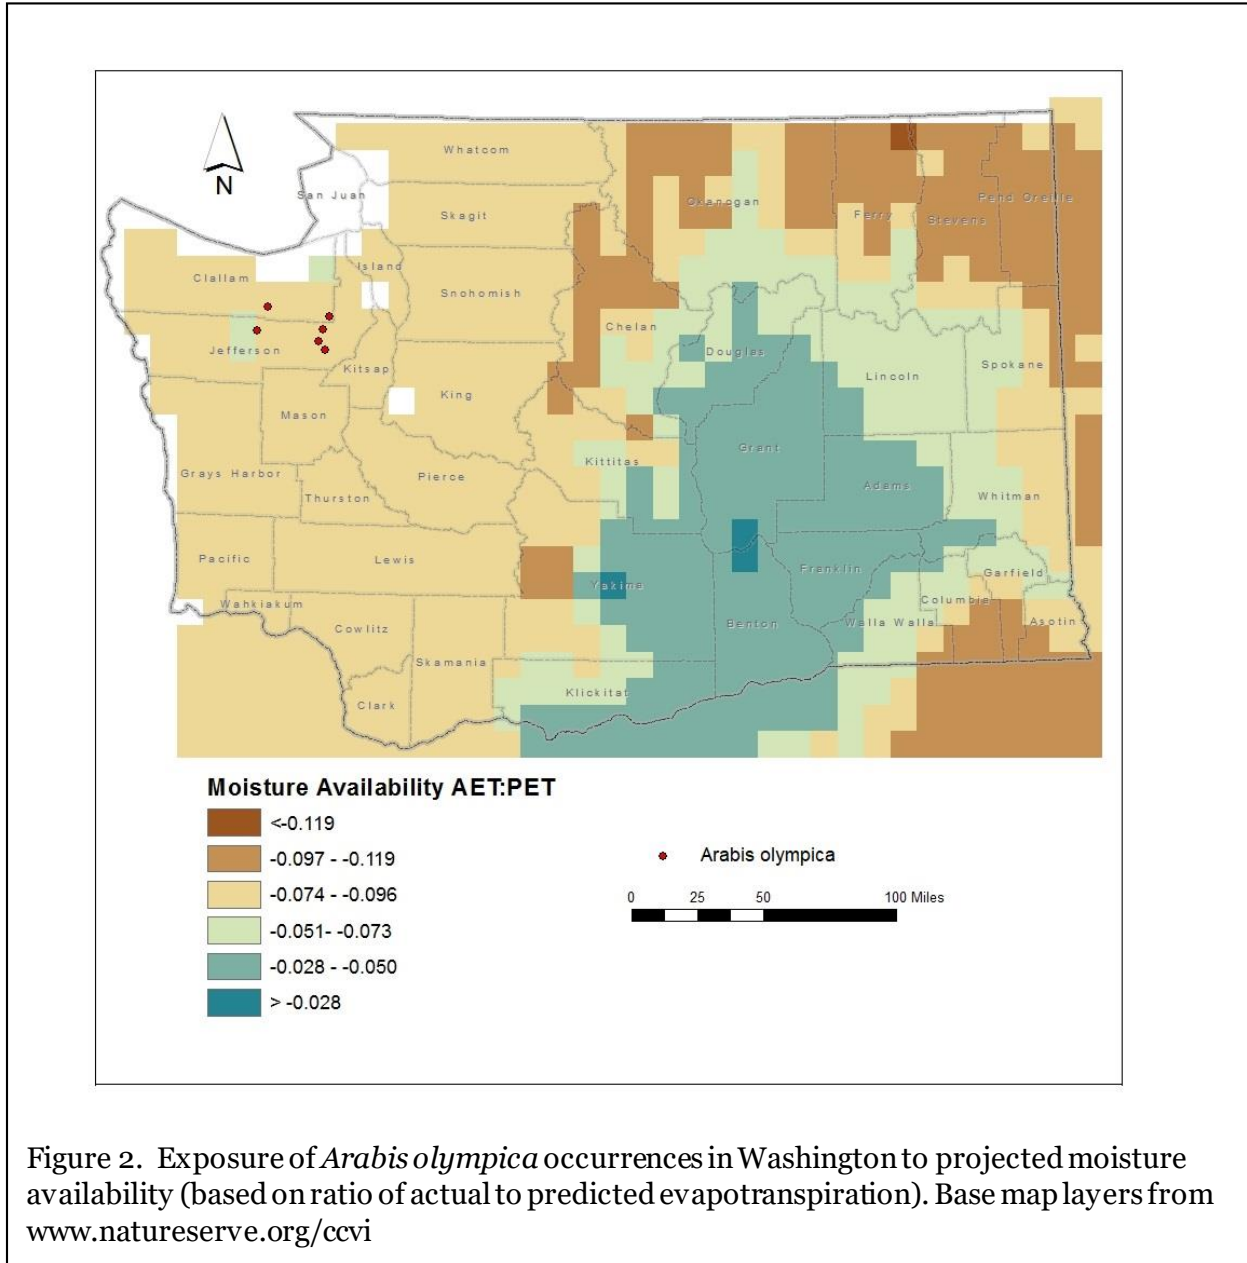 N
Whatcom
San Juan
Skagit
Okanogan
Ferry
Stevens
Pend Oreille
Island
Clallam
Snohomish
Chelan
Douglas
Lincoln
Spokane
Jefferson
Kitsap
King
Mason
Grant
Kittitas
Grays Harbor
Pierce
Adams
Thurston
Whitman
Pacific
Lewis
Franklin
Garfield
Yakima
Wahkiakum
Columbia
Cowlitz
Benton
Walla Walla
Asotin
Skamania
Klickitat
Clark
Moisture Availability AET:PET
<-0.119
-0.097 - -0.119
-0.074 - -0.096
-0.051- -0.073
-0.028 - -0.050
> -0.028
Arabis olympica
0 25 50 100 Miles
Figure 2. Exposure of Arabis olympica occurrences in Washington to projected moisture
availability (based on ratio of actual to predicted evapotranspiration). Base map layers from
www.natureserve.org/ccvi